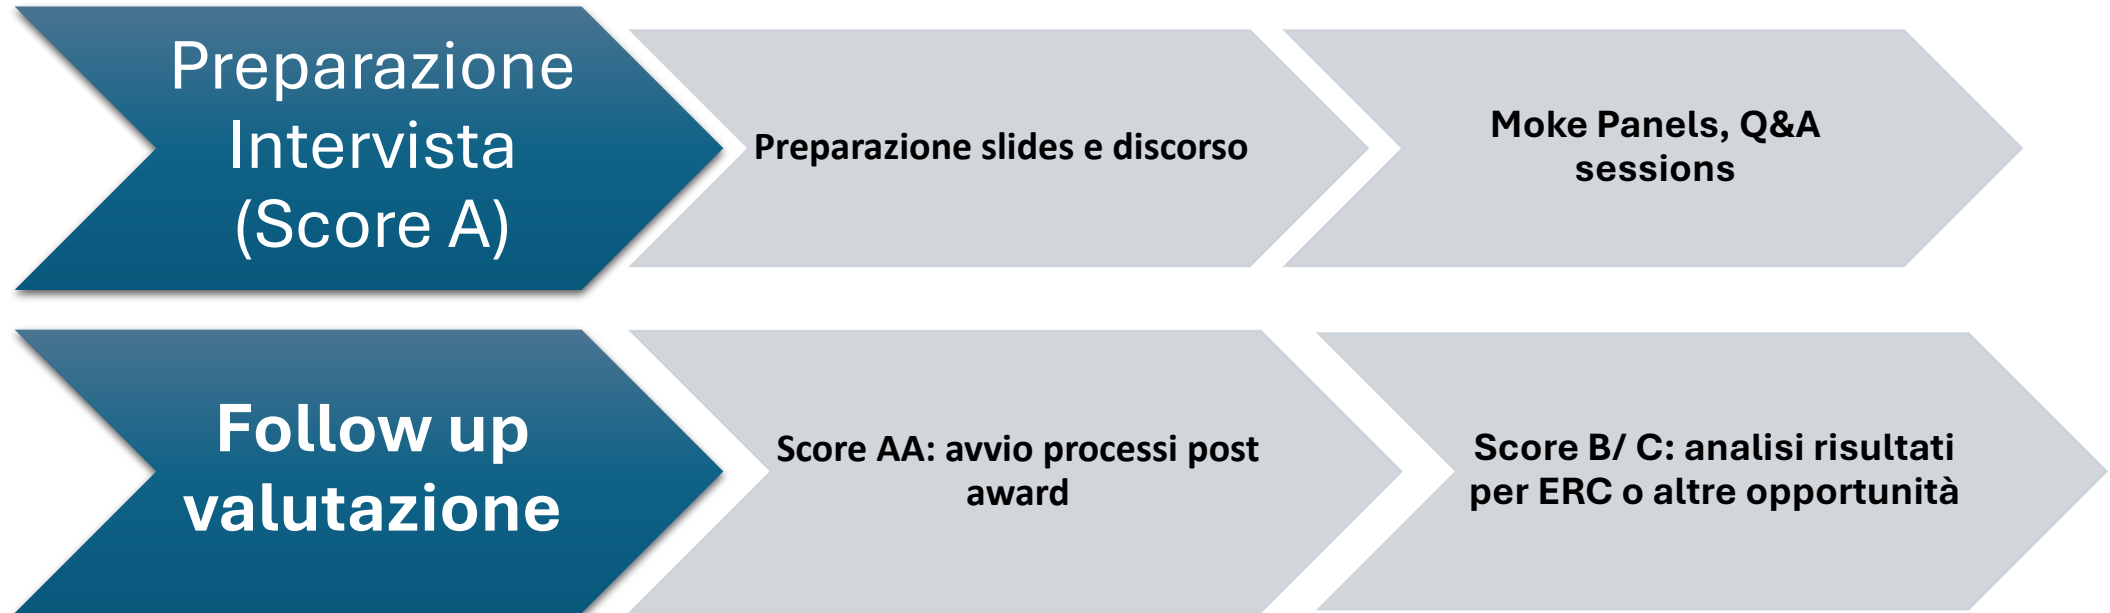 Preparazione
Intervista
(Score A)
Preparazione slides e discorso
Moke Panels, Q&A
sessions
Follow up
valutazione
Score AA: avvio processi post
award
Score B/ C: analisi risultati
per ERC o altre opportunità